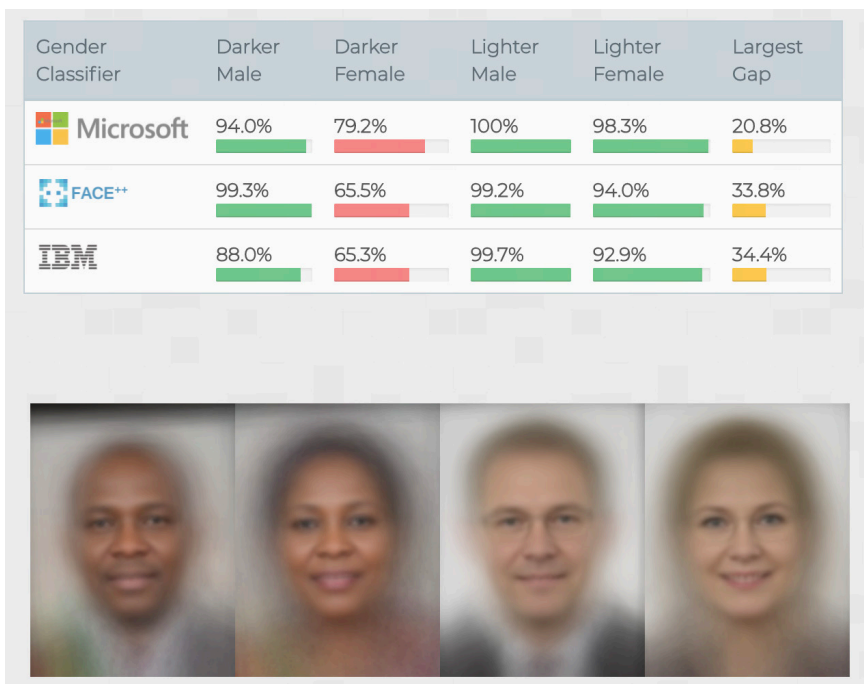 Gender Classifier Darker Male Darker Female Lighter Male Lighter Female Largest Gap
Microsoft 94.0% 79.2% 100% 98.3% 20.8%
FACE++ 99.3% 65.5% 99.2% 94.0% 33.8%
IBM 88.0% 65.3% 99.7% 92.9% 34.4%